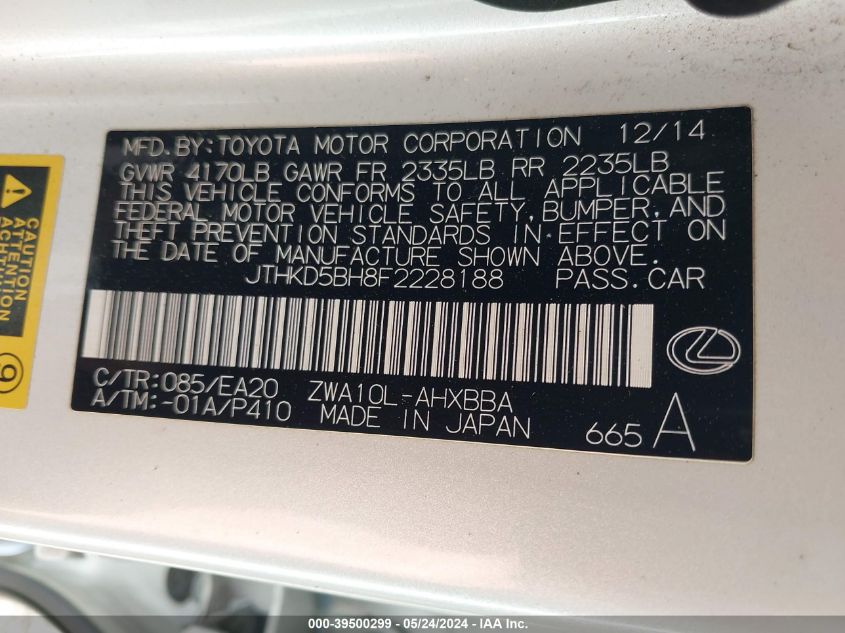 MFD.BY:TOYOTA MOTOR CORPORATION 12/14
GVWR 4170LB GAWR FR 2335LB RR 2235LB
THIS VEHICLE CONFORMS TO ALL APPLICABLE
FEDERAL MOTOR VEHICLE SAFETY, BUMPER, AND
THEFT PREVENTION STANDARDS IN EFFECT ON
THE DATE OF MANUFACTURE SHOWN ABOVE.
JTHKD5BH8F2228188 PASS.CAR
C/TR:085/EA20 ZWA10L-AHXBBA
A/TM:-01A/P410 MADE IN JAPAN 665 A
CAUTION
ATTENTION
ACHTUNG
9
000-39500299 - 05/24/2024 - IAA Inc.